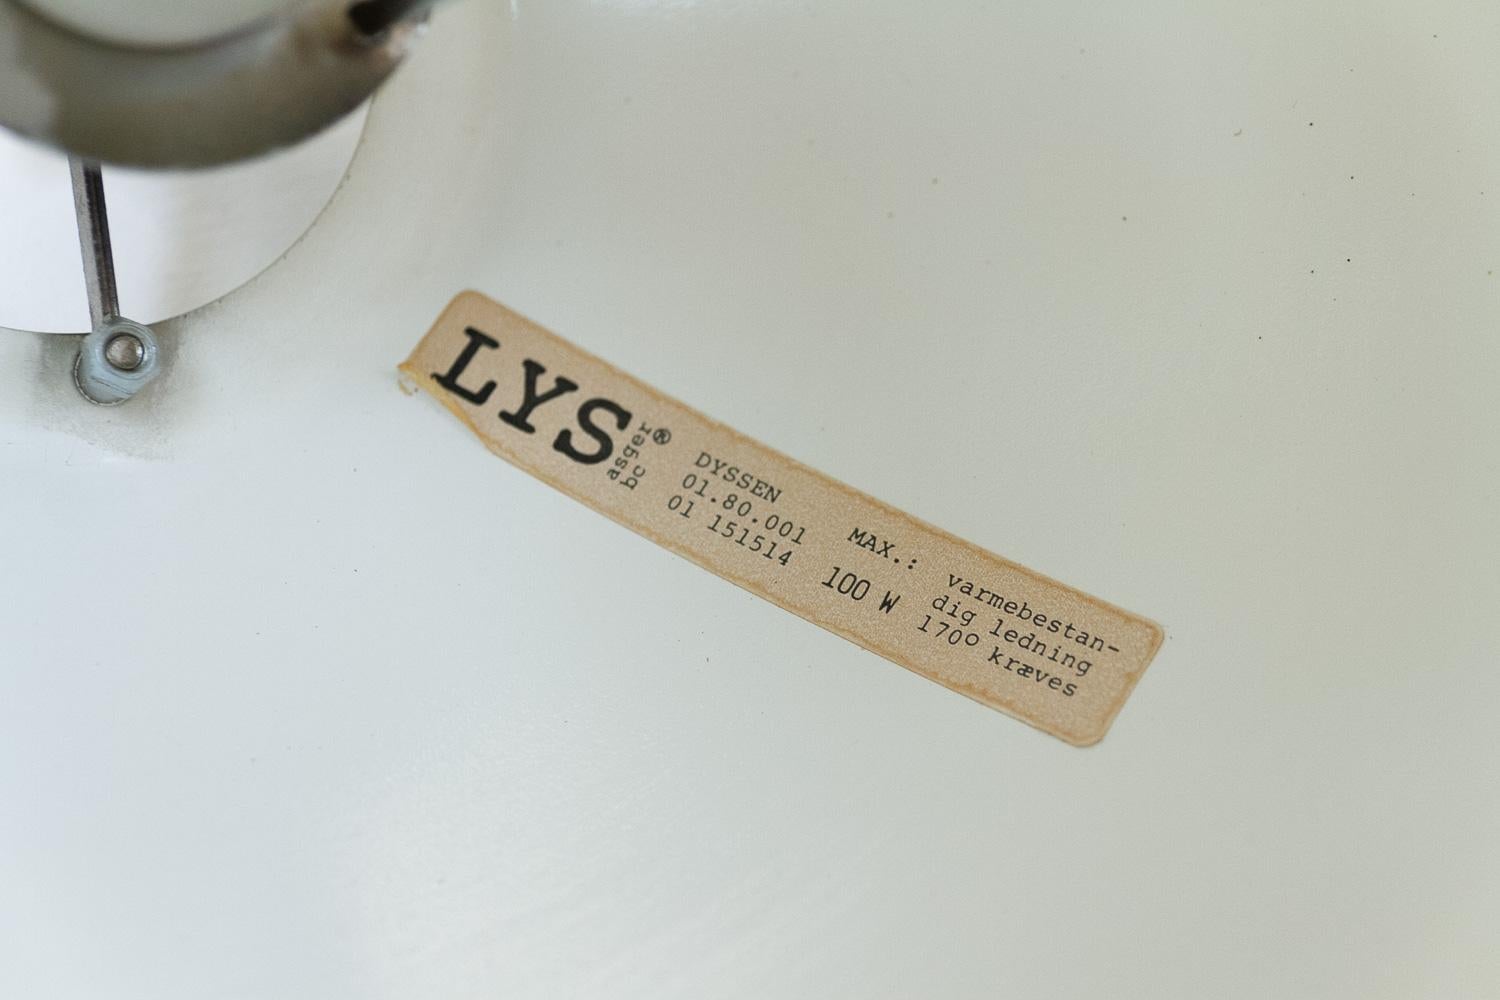 LYS
asger
bc ®
DYSSEN
01.80.001
01 151514
MAX.:
100 W
varmebestan-
dig ledning
170° kræves